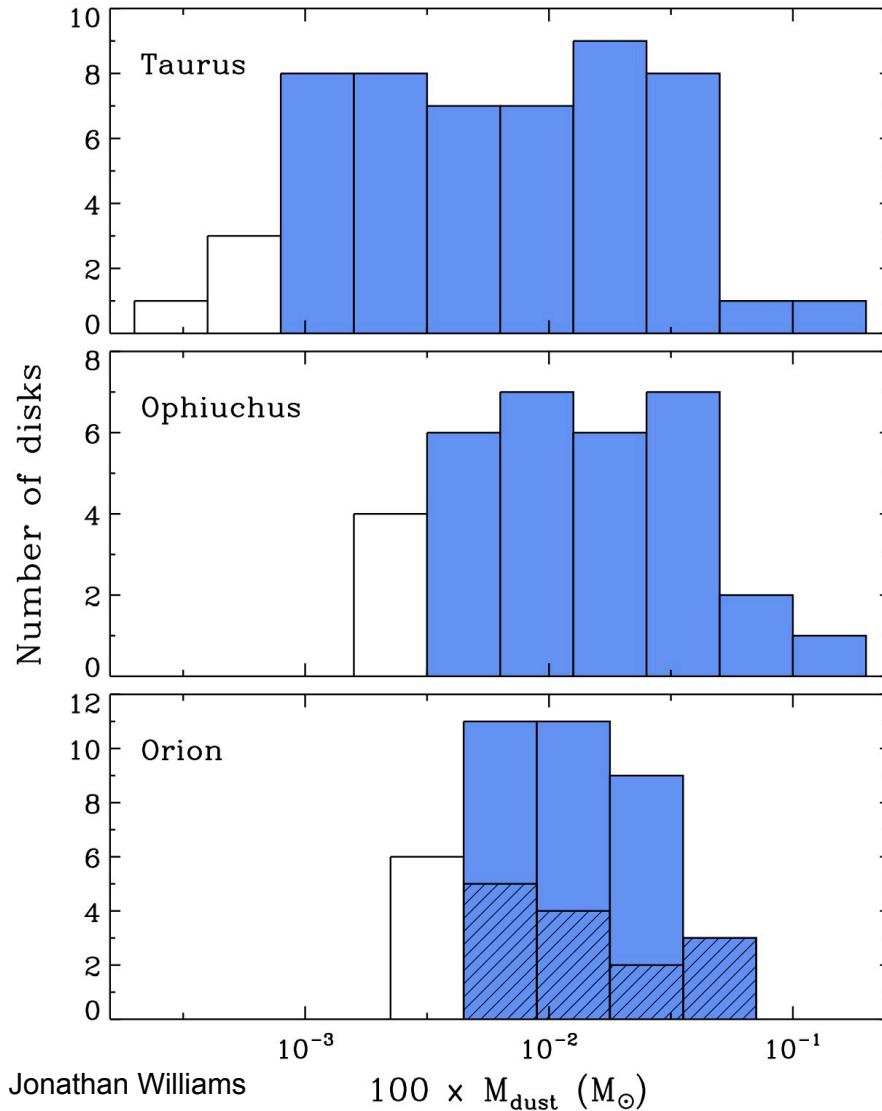 10
Taurus
8
6
4
2
0
8
Ophiuchus
6
4
2
0
Number of disks
12
Orion
10
8
6
4
2
0
10⁻³ 10⁻² 10⁻¹
Jonathan Williams
100 x M_dust (M_⊙)